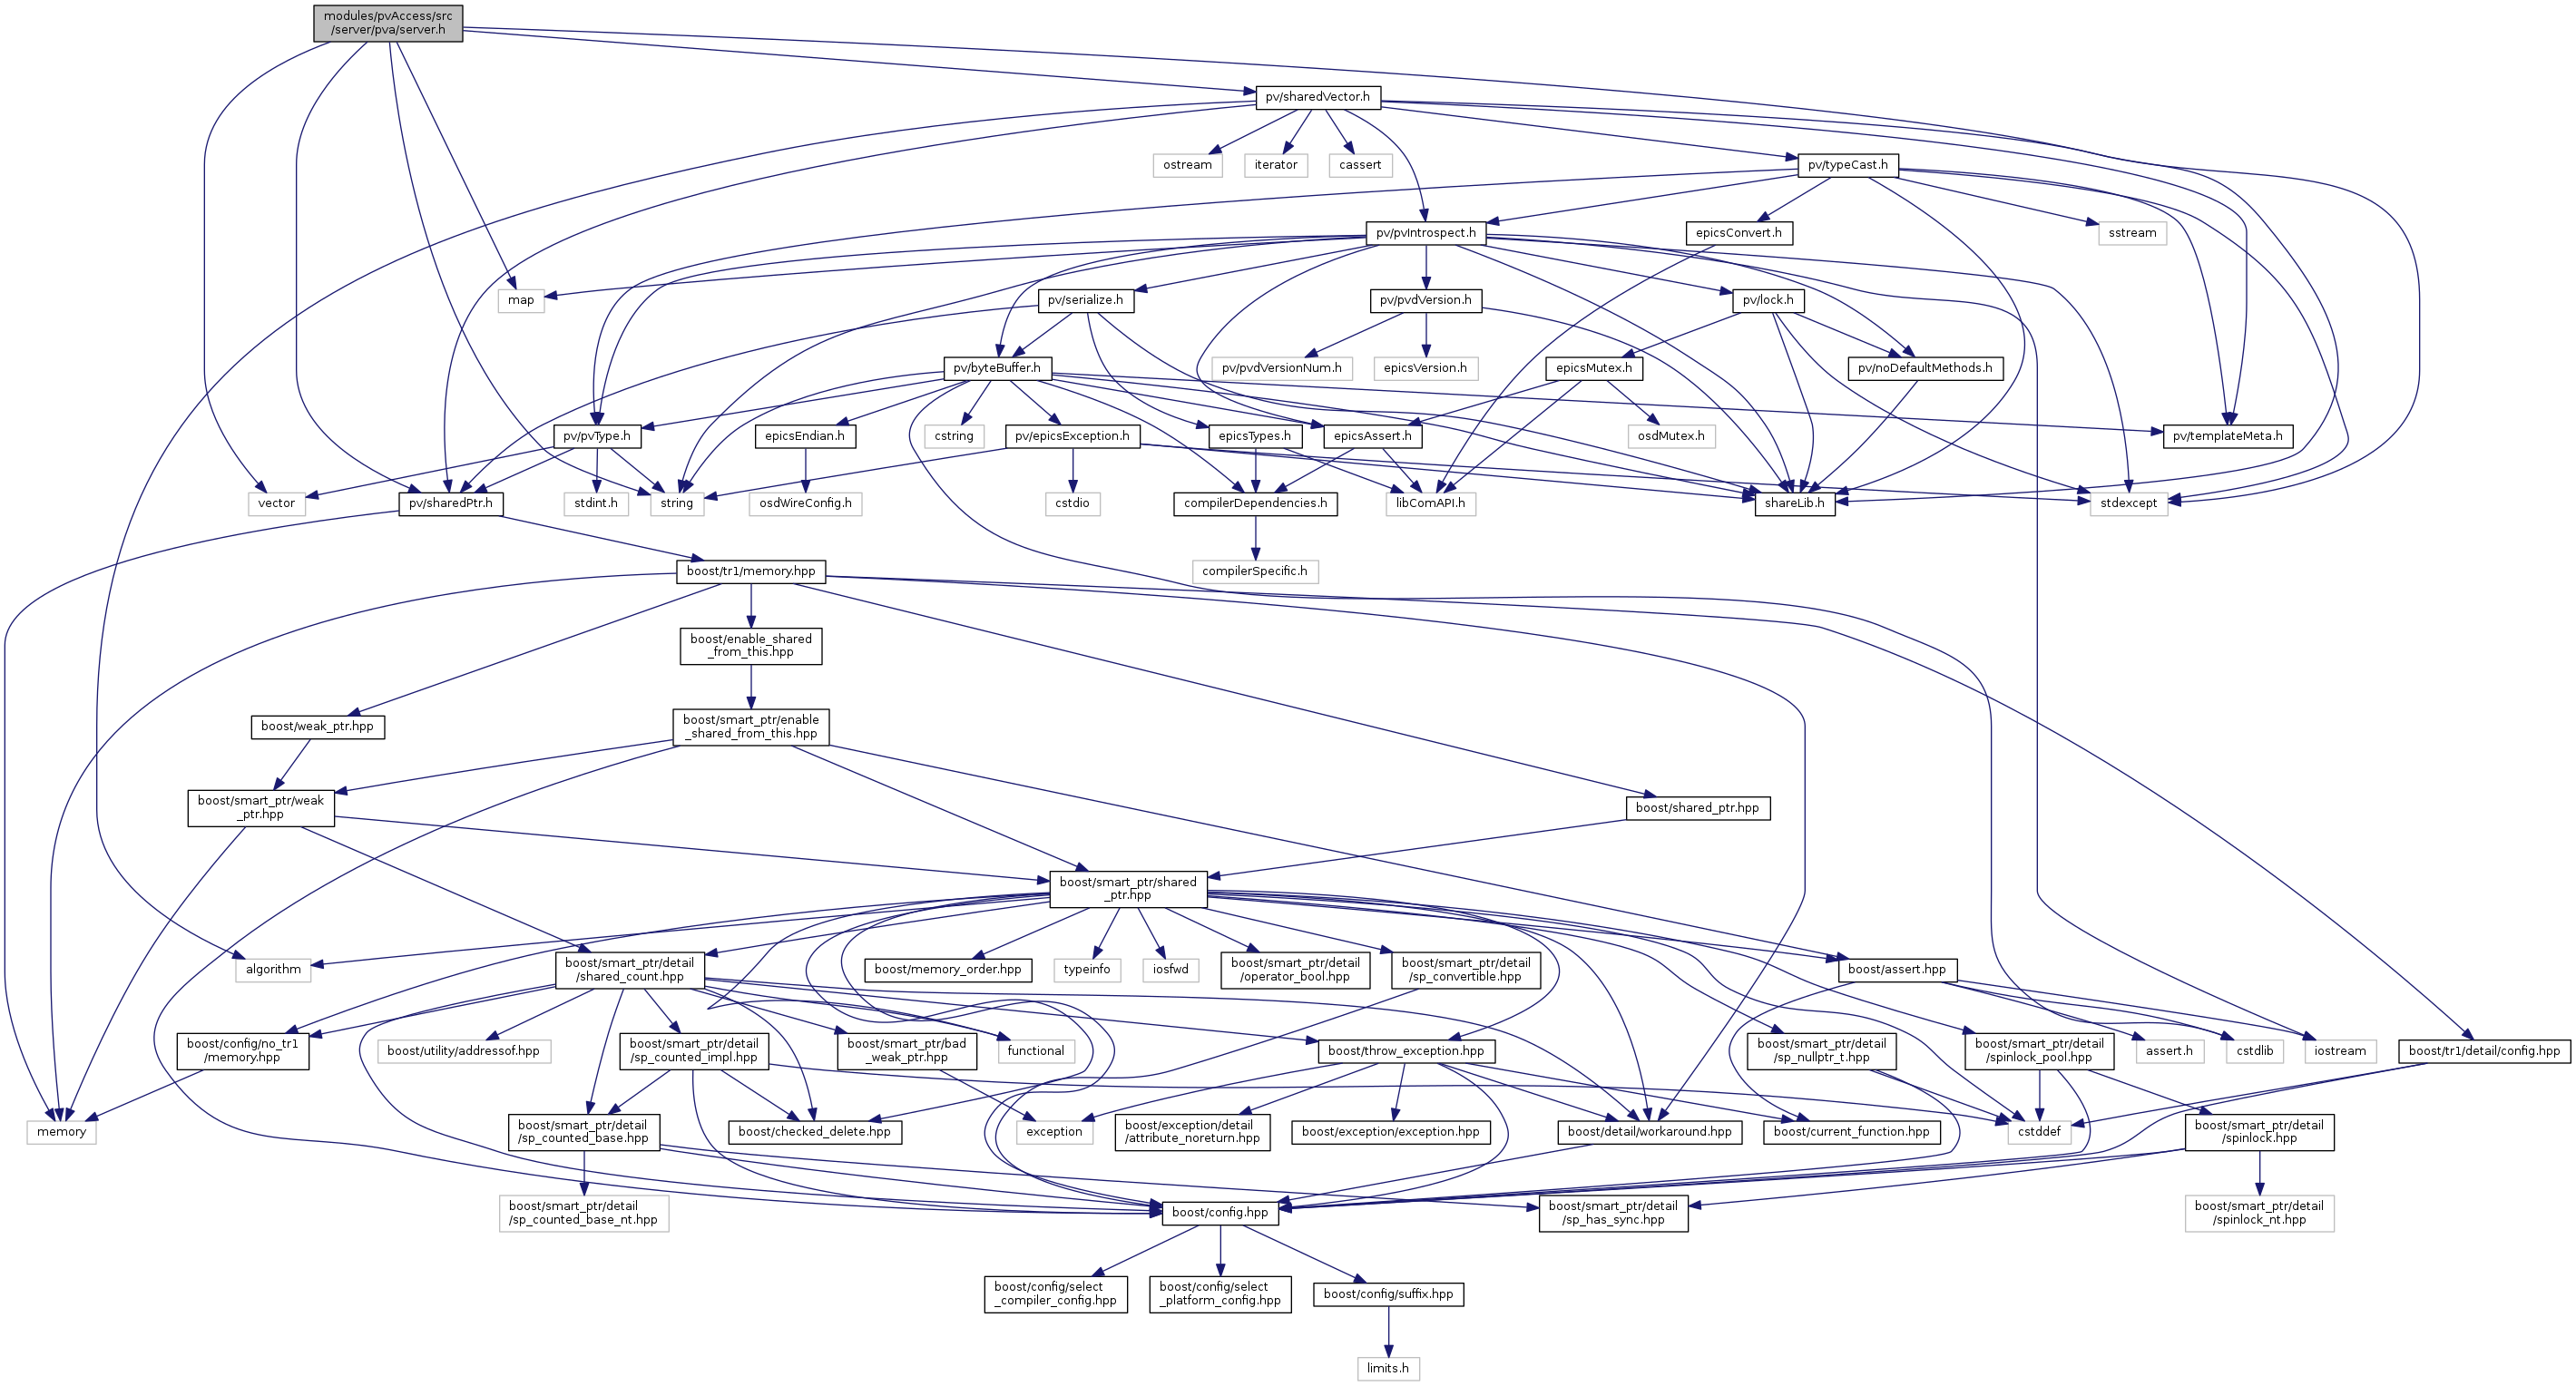 modules/pvAccess/src
/server/pva/server.h
pv/sharedVector.h
ostream
iterator
cassert
pv/typeCast.h
pv/pvIntrospect.h
epicsConvert.h
sstream
map
pv/serialize.h
pv/pvdVersion.h
pv/lock.h
pv/byteBuffer.h
pv/pvdVersionNum.h
epicsVersion.h
epicsMutex.h
pv/noDefaultMethods.h
pv/pvType.h
epicsEndian.h
cstring
pv/epicsException.h
epicsTypes.h
epicsAssert.h
osdMutex.h
pv/templateMeta.h
vector
pv/sharedPtr.h
stdint.h
string
osdWireConfig.h
cstdio
compilerDependencies.h
libComAPI.h
shareLib.h
stdexcept
boost/tr1/memory.hpp
compilerSpecific.h
boost/enable_shared
_from_this.hpp
boost/weak_ptr.hpp
boost/smart_ptr/enable
_shared_from_this.hpp
boost/smart_ptr/weak
_ptr.hpp
boost/shared_ptr.hpp
boost/smart_ptr/shared
_ptr.hpp
algorithm
boost/smart_ptr/detail
/shared_count.hpp
boost/memory_order.hpp
typeinfo
iosfwd
boost/smart_ptr/detail
/operator_bool.hpp
boost/smart_ptr/detail
/sp_convertible.hpp
boost/assert.hpp
boost/config/no_tr1
/memory.hpp
boost/utility/addressof.hpp
boost/smart_ptr/detail
/sp_counted_impl.hpp
boost/smart_ptr/bad
_weak_ptr.hpp
functional
boost/throw_exception.hpp
boost/smart_ptr/detail
/sp_nullptr_t.hpp
boost/smart_ptr/detail
/spinlock_pool.hpp
assert.h
cstdlib
iostream
boost/tr1/detail/config.hpp
memory
boost/smart_ptr/detail
/sp_counted_base.hpp
boost/checked_delete.hpp
exception
boost/exception/detail
/attribute_noreturn.hpp
boost/exception/exception.hpp
boost/detail/workaround.hpp
boost/current_function.hpp
cstddef
boost/smart_ptr/detail
/spinlock.hpp
boost/smart_ptr/detail
/sp_counted_base_nt.hpp
boost/config.hpp
boost/smart_ptr/detail
/sp_has_sync.hpp
boost/smart_ptr/detail
/spinlock_nt.hpp
boost/config/select
_compiler_config.hpp
boost/config/select
_platform_config.hpp
boost/config/suffix.hpp
limits.h